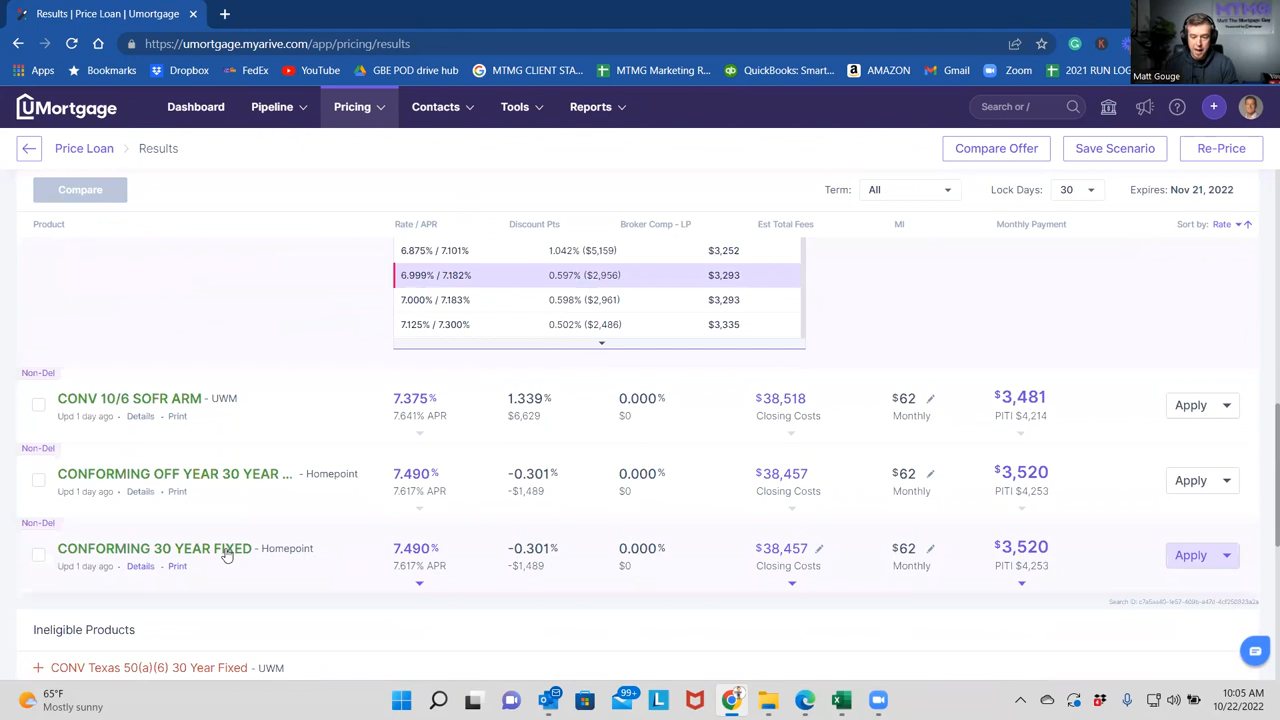 Mike | Powered by UMortgage
https://umortgage.myarive.com/app/pricing/results
Apps
Bookmarks
Dropbox
FedEx
YouTube
GBE POD drive hub
MTMG CLIENT STA...
MTMG Marketing R...
QuickBooks: Smart...
AMAZON
Gmail
Zoom
2021 RUN LOG
MTMG
Matt Gouge
UMortgage
Dashboard
Pipeline
Pricing
Contacts
Tools
Reports
Search or /
Price Loan
Results
Compare Offer
Save Scenario
Re-Price
Compare
Term:
All
Lock Days:
30
Expires: Nov 21, 2022
Product
Rate / APR
Discount Pts
Broker Comp - LP
Est Total Fees
MI
Monthly Payment
Sort by: Rate
6.875% / 7.101% 1.042% ($5,159) $3,252
6.999% / 7.182% 0.597% ($2,956) $3,293
7.000% / 7.183% 0.598% ($2,961) $3,293
7.125% / 7.300% 0.502% ($2,486) $3,335
Non-Del
CONV 10/6 SOFR ARM - UWM 7.375% 1.339% 0.000% $38,518 $62 $3,481 Apply
Upd 1 day ago • Details • Print 7.641% APR $6,629 $0 Closing Costs Monthly PITI $4,214
Non-Del
CONFORMING OFF YEAR 30 YEAR ... - Homepoint 7.490% -0.301% 0.000% $38,457 $62 $3,520 Apply
Upd 1 day ago • Details • Print 7.617% APR -$1,489 $0 Closing Costs Monthly PITI $4,253
Non-Del
CONFORMING 30 YEAR FIXED - Homepoint 7.490% -0.301% 0.000% $38,457 $62 $3,520 Apply
Upd 1 day ago • Details • Print 7.617% APR -$1,489 $0 Closing Costs Monthly PITI $4,253
Ineligible Products
CONV Texas 50(a)(6) 30 Year Fixed - UWM
65°F
Mostly sunny
99+
10:05 AM
10/22/2022